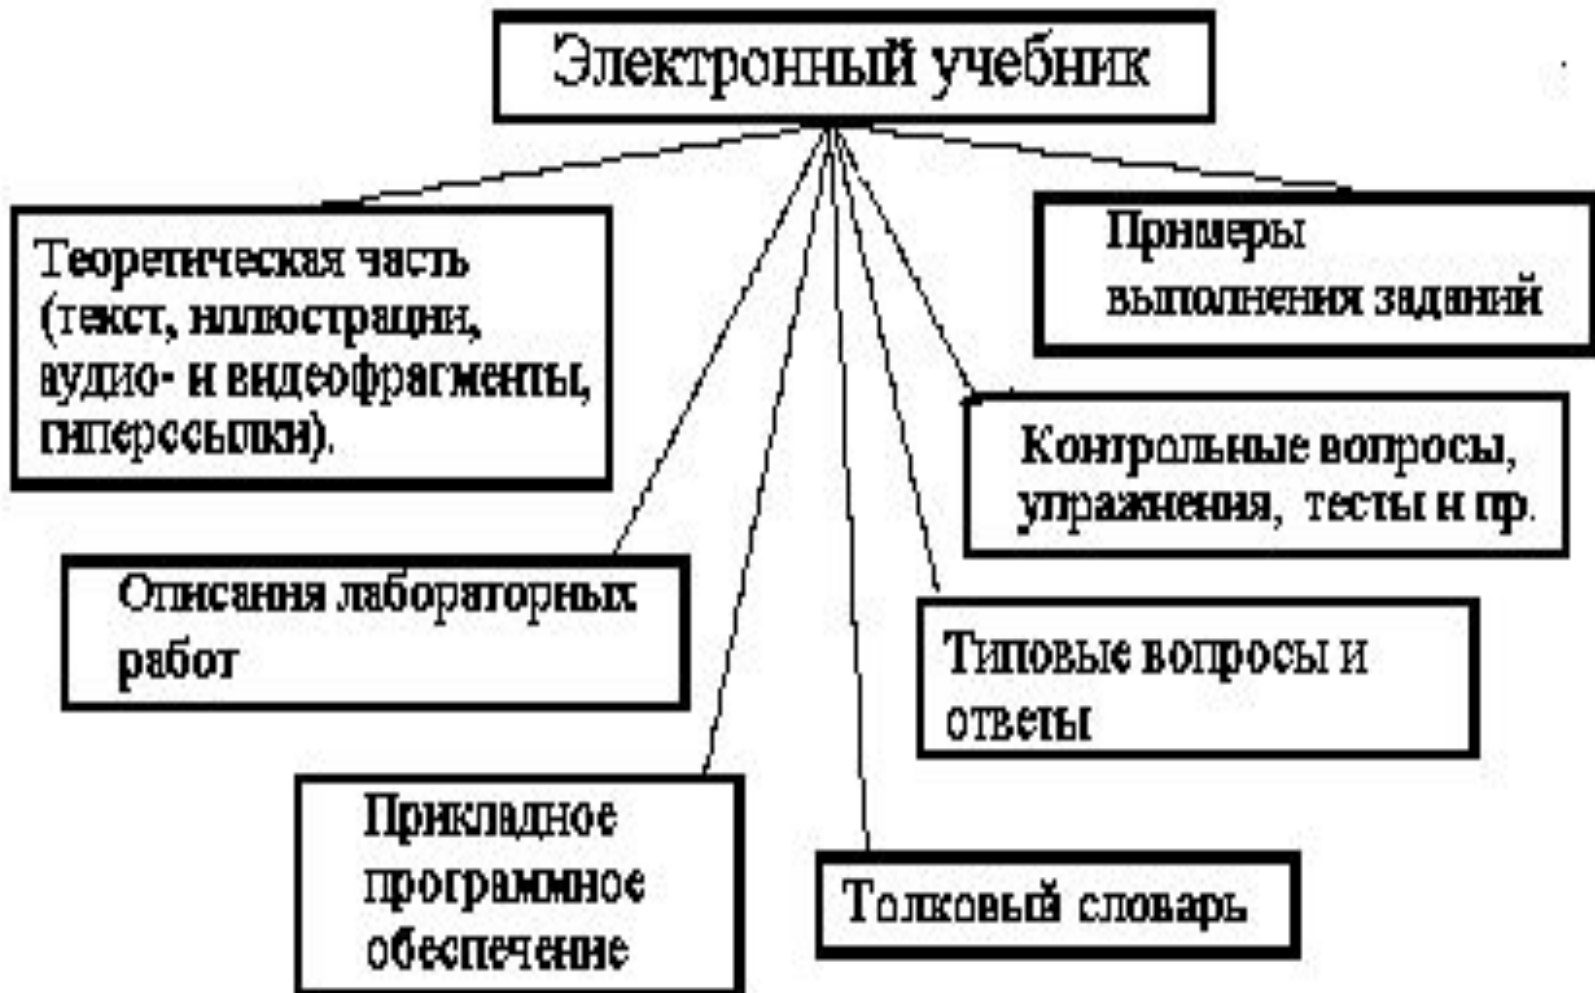 Электронный учебник
Теоретическая часть
(текст, иллюстрации,
аудио- и видеофрагменты,
гиперссылки).
Примеры
выполнения заданий
Контрольные вопросы,
упражнения, тесты и пр.
Описания лабораторных
работ
Типовые вопросы и
ответы
Прикладное
программное
обеспечение
Толковый словарь